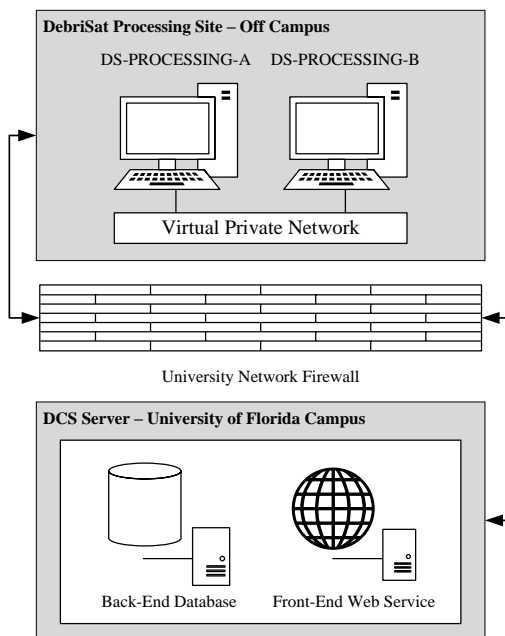 DebriSat Processing Site – Off Campus
DS-PROCESSING-A DS-PROCESSING-B
Virtual Private Network
University Network Firewall
DCS Server – University of Florida Campus
Back-End Database Front-End Web Service